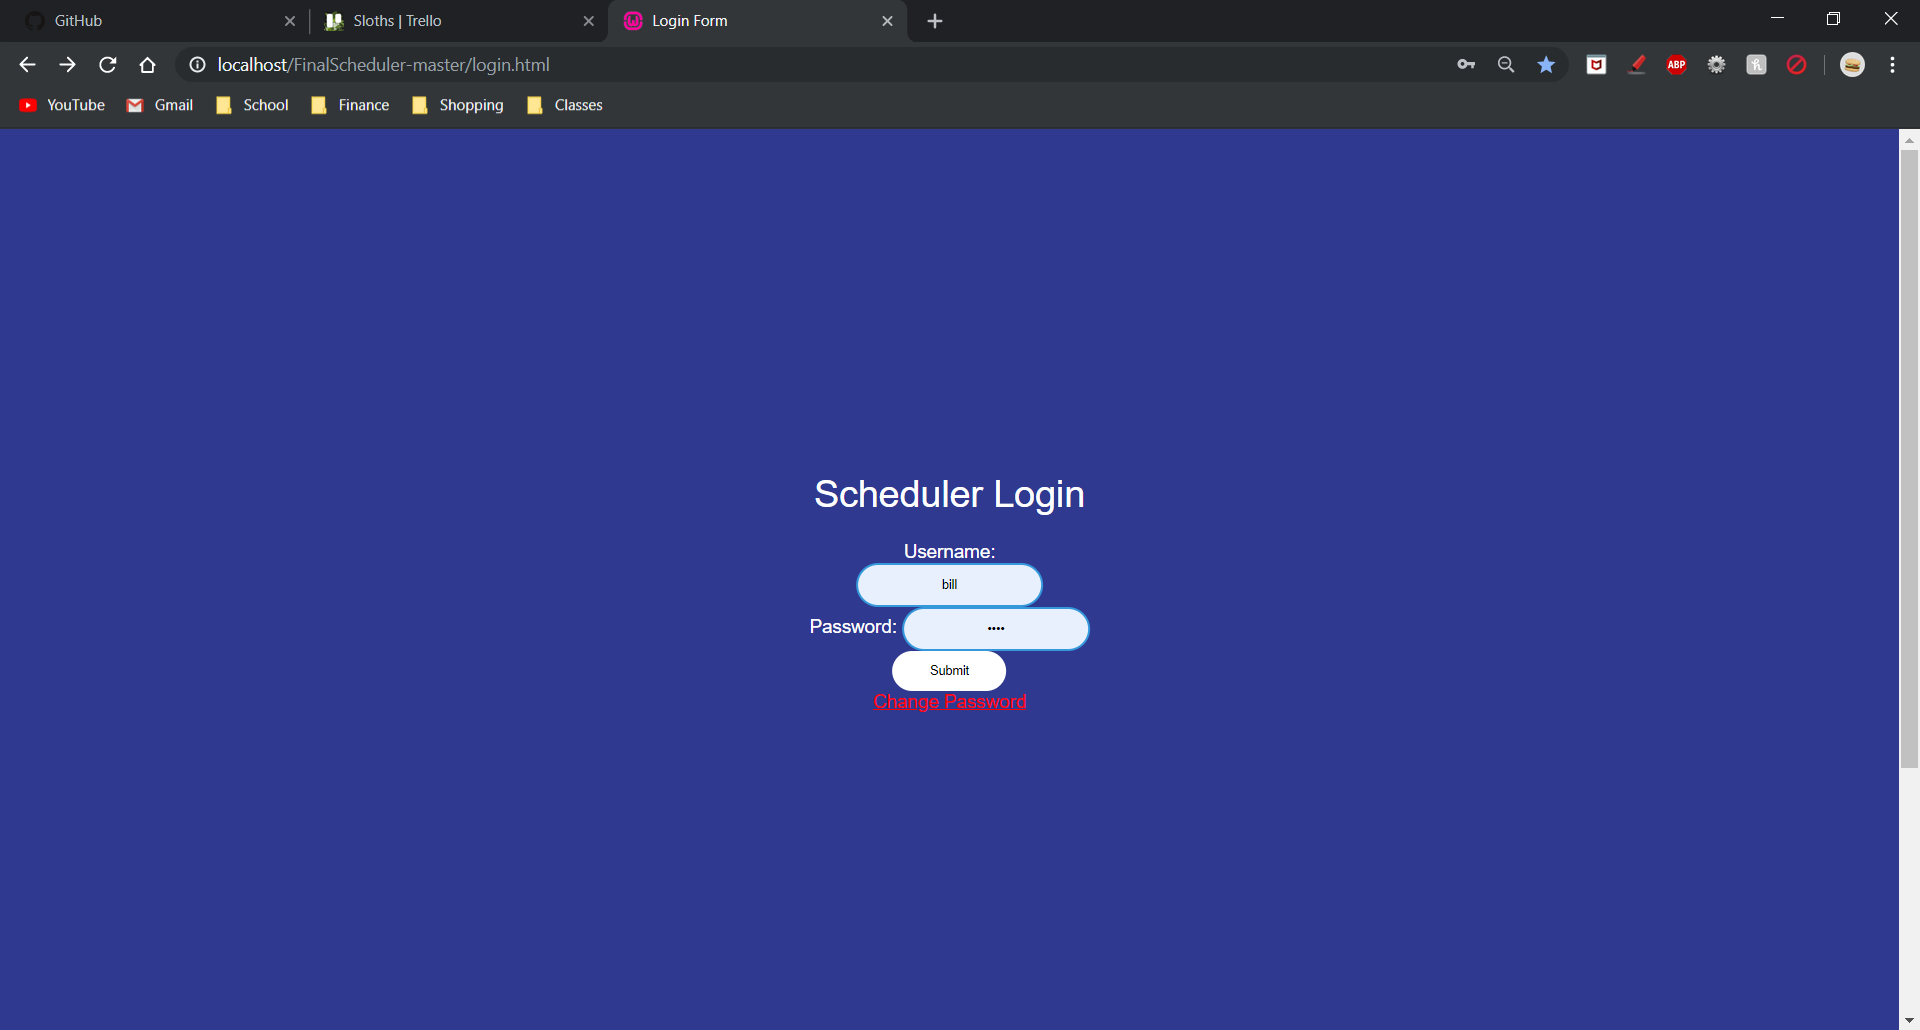 GitHub
Sloths | Trello
Login Form
localhost/FinalScheduler-master/login.html
ABP
YouTube
Gmail
School
Finance
Shopping
Classes
Scheduler Login
Username:
bill
Password: ••••
Submit
Change Password